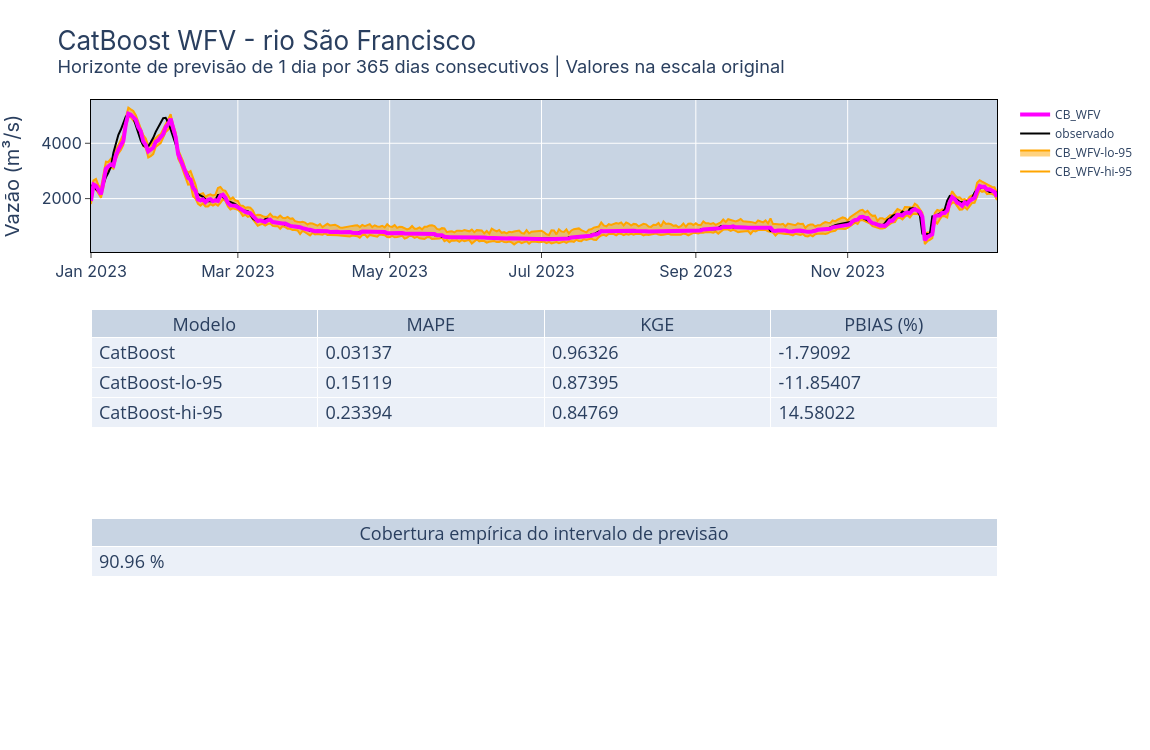 CatBoost WFV - rio São Francisco
Horizonte de previsão de 1 dia por 365 dias consecutivos | Valores na escala original
Vazão (m³/s)
4000
2000
Jan 2023 Mar 2023 May 2023 Jul 2023 Sep 2023 Nov 2023
CB_WFV
observado
CB_WFV-lo-95
CB_WFV-hi-95
Modelo MAPE KGE PBIAS (%)
CatBoost 0.03137 0.96326 -1.79092
CatBoost-lo-95 0.15119 0.87395 -11.85407
CatBoost-hi-95 0.23394 0.84769 14.58022
Cobertura empírica do intervalo de previsão
90.96 %